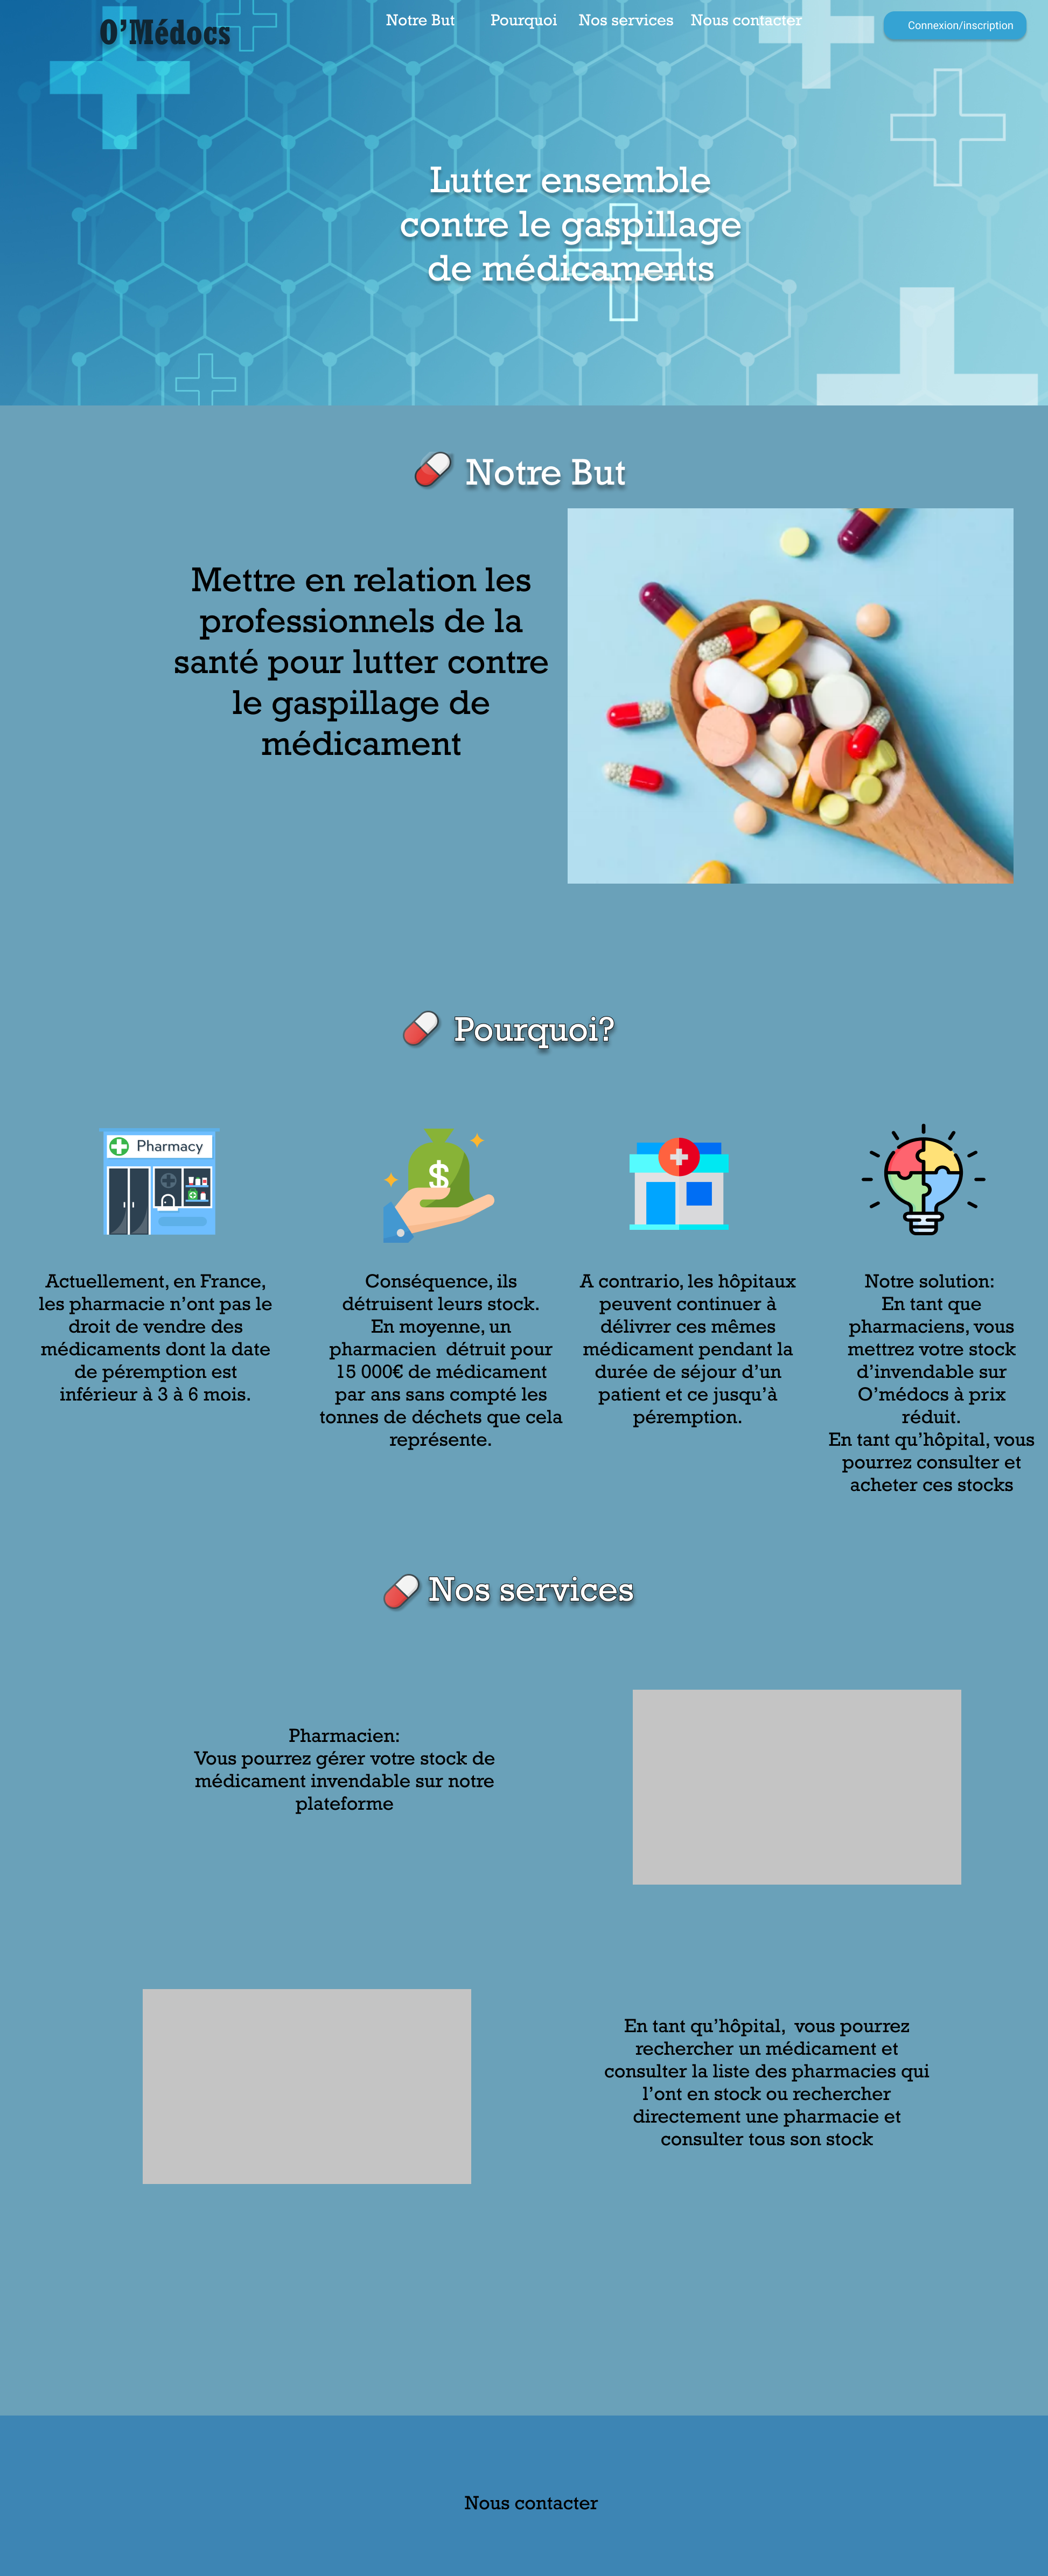 O’Médocs
Notre But
Pourquoi
Nos services
Nous contacter
Connexion/inscription
Lutter ensemble
contre le gaspillage
de médicaments
Notre But
Mettre en relation les
professionnels de la
santé pour lutter contre
le gaspillage de
médicament
Pourquoi?
Pharmacy
$
Actuellement, en France,
les pharmacie n’ont pas le
droit de vendre des
médicaments dont la date
de péremption est
inférieur à 3 à 6 mois.
Conséquence, ils
détruisent leurs stock.
En moyenne, un
pharmacien  détruit pour
15 000€ de médicament
par ans sans compté les
tonnes de déchets que cela
représente.
A contrario, les hôpitaux
peuvent continuer à
délivrer ces mêmes
médicament pendant la
durée de séjour d’un
patient et ce jusqu’à
péremption.
Notre solution:
En tant que
pharmaciens, vous
mettrez votre stock
d’invendable sur
O’médocs à prix
réduit.
En tant qu’hôpital, vous
pourrez consulter et
acheter ces stocks
Nos services
Pharmacien:
Vous pourrez gérer votre stock de
médicament invendable sur notre
plateforme
En tant qu’hôpital,  vous pourrez
rechercher un médicament et
consulter la liste des pharmacies qui
l’ont en stock ou rechercher
directement une pharmacie et
consulter tous son stock
Nous contacter